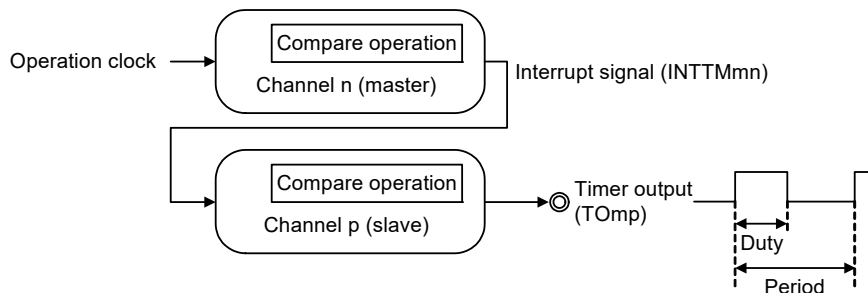 Compare operation
Operation clock
Channel n (master)
Interrupt signal (INTTMmn)
Compare operation
Channel p (slave)
Timer output
(TOmp)
Duty
Period